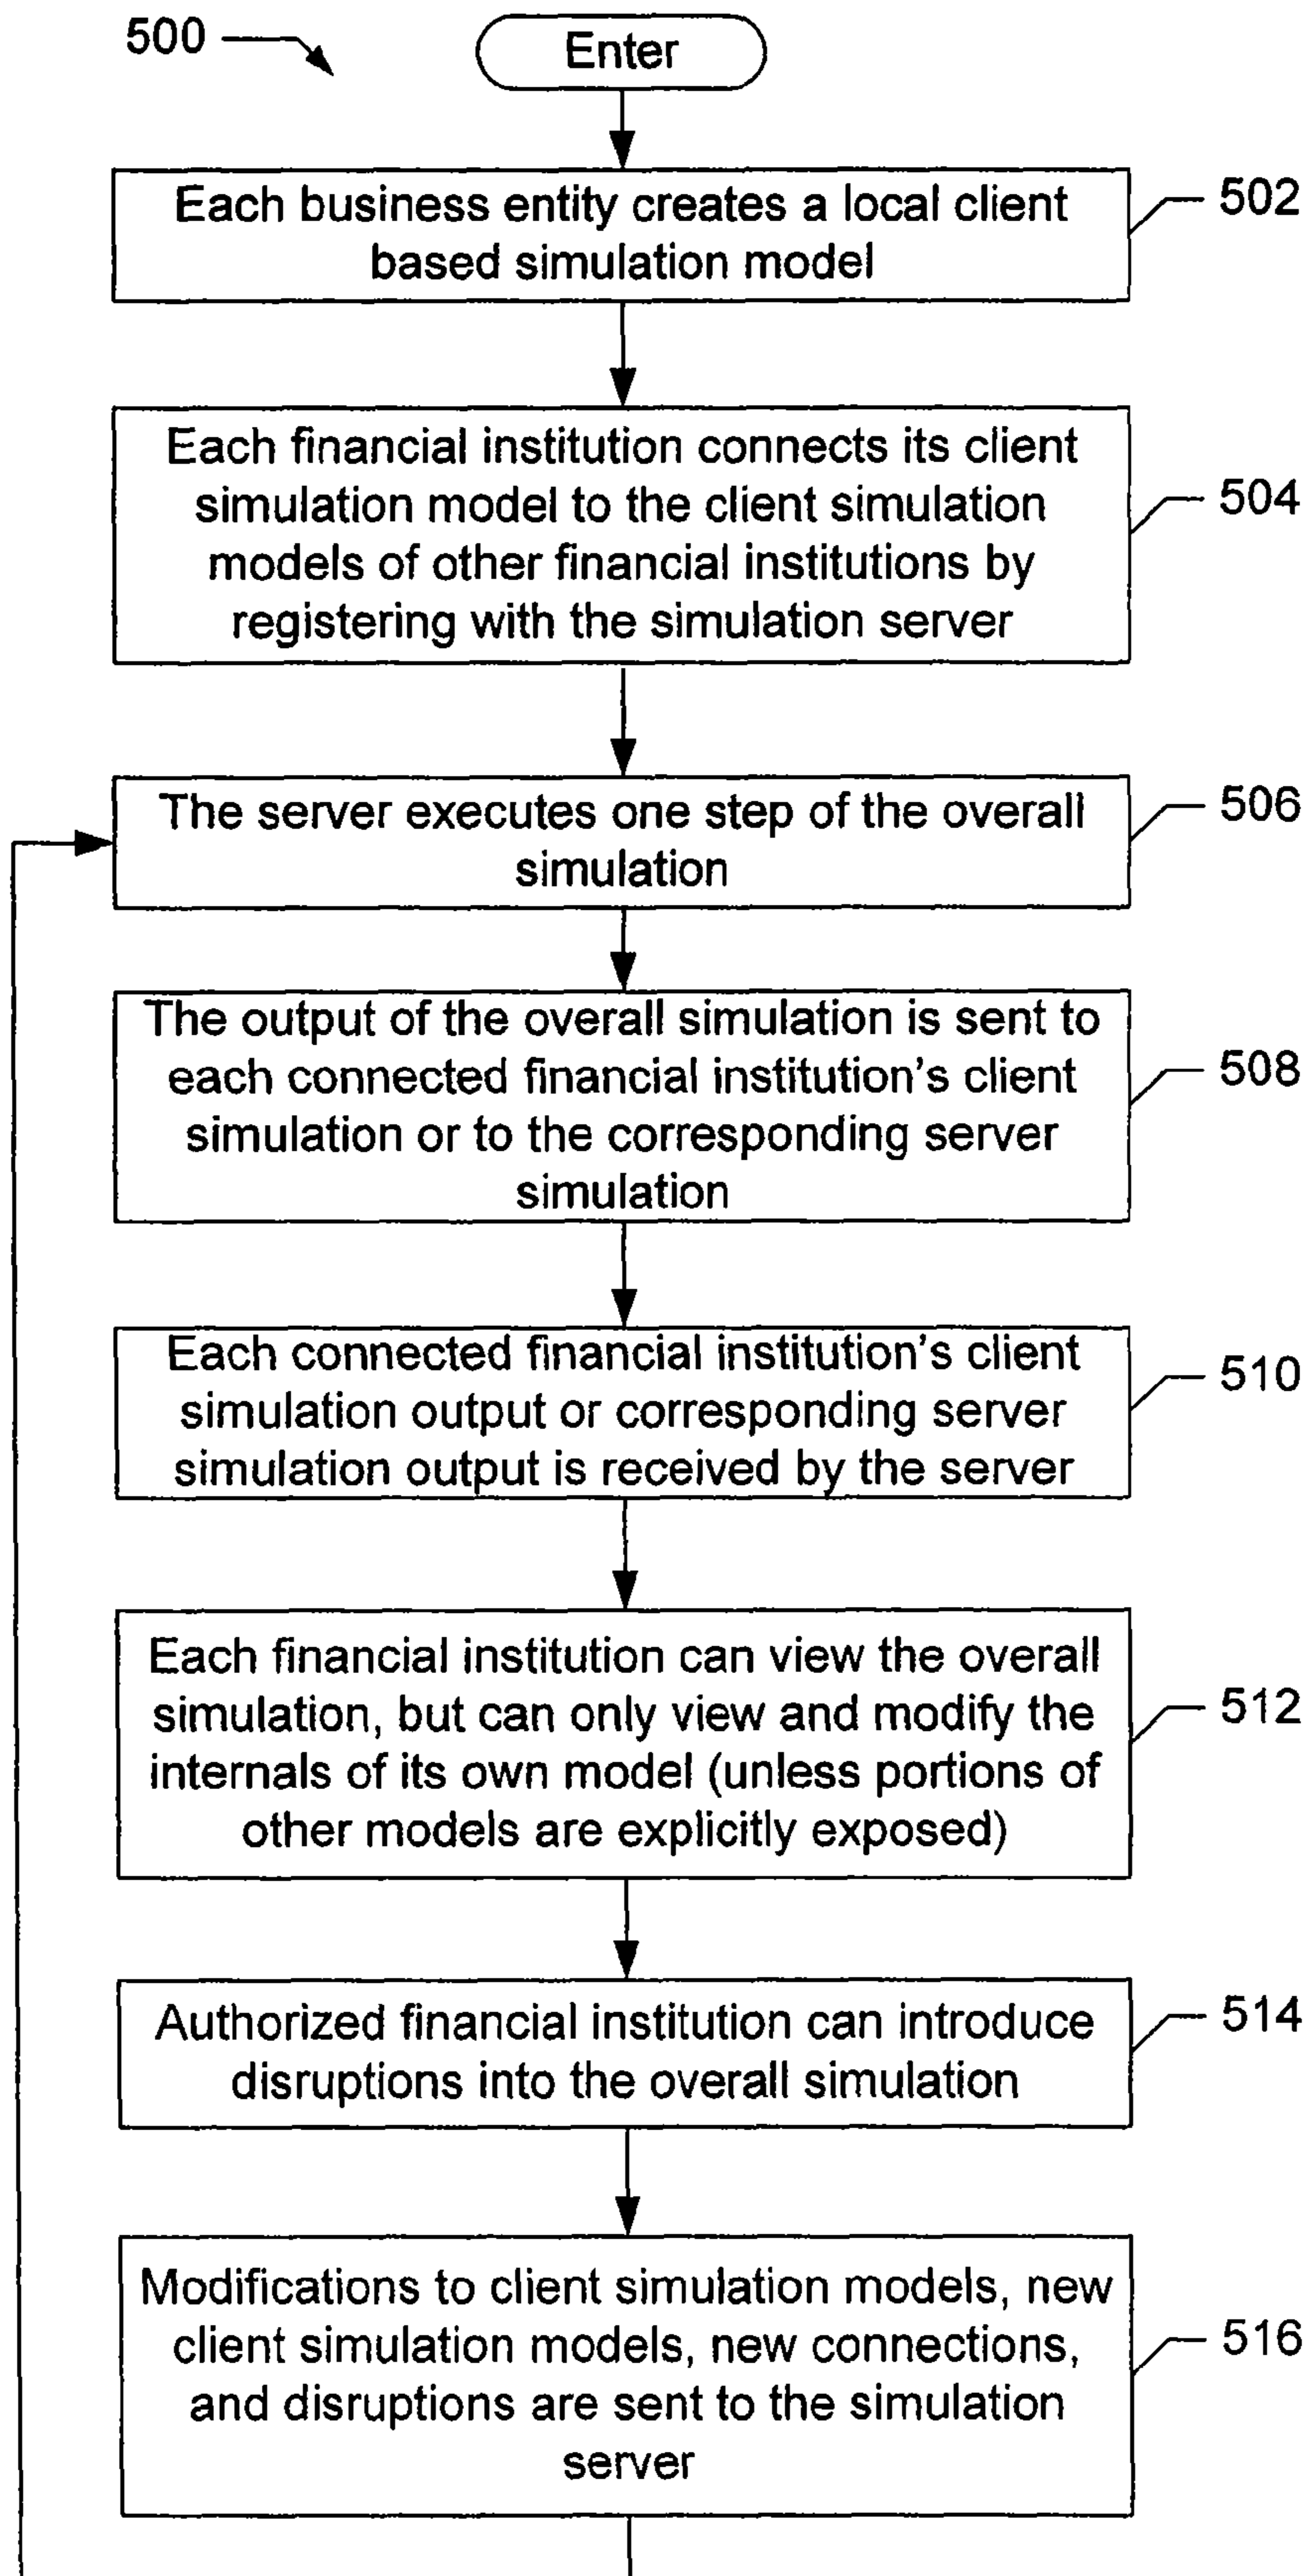 500
Enter
Each business entity creates a local client
based simulation model
502
Each financial institution connects its client
simulation model to the client simulation
models of other financial institutions by
registering with the simulation server
504
The server executes one step of the overall
simulation
506
The output of the overall simulation is sent to
each connected financial institution's client
simulation or to the corresponding server
simulation
508
Each connected financial institution's client
simulation output or corresponding server
simulation output is received by the server
510
Each financial institution can view the overall
simulation, but can only view and modify the
internals of its own model (unless portions of
other models are explicitly exposed)
512
Authorized financial institution can introduce
disruptions into the overall simulation
514
Modifications to client simulation models, new
client simulation models, new connections,
and disruptions are sent to the simulation
server
516